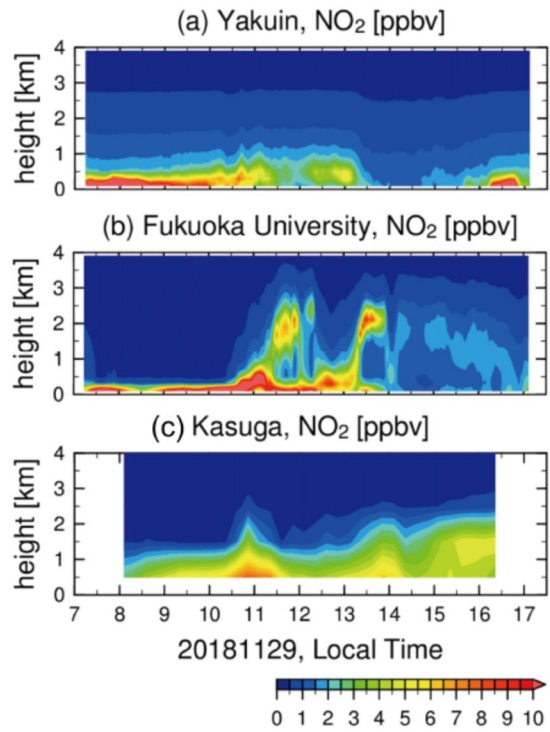 (a) Yakuin, NO₂ [ppbv]
4
3
2
1
0
height [km]
(b) Fukuoka University, NO₂ [ppbv]
4
3
2
1
0
height [km]
(c) Kasuga, NO₂ [ppbv]
4
3
2
1
0
height [km]
7 8 9 10 11 12 13 14 15 16 17
20181129, Local Time
0 1 2 3 4 5 6 7 8 9 10